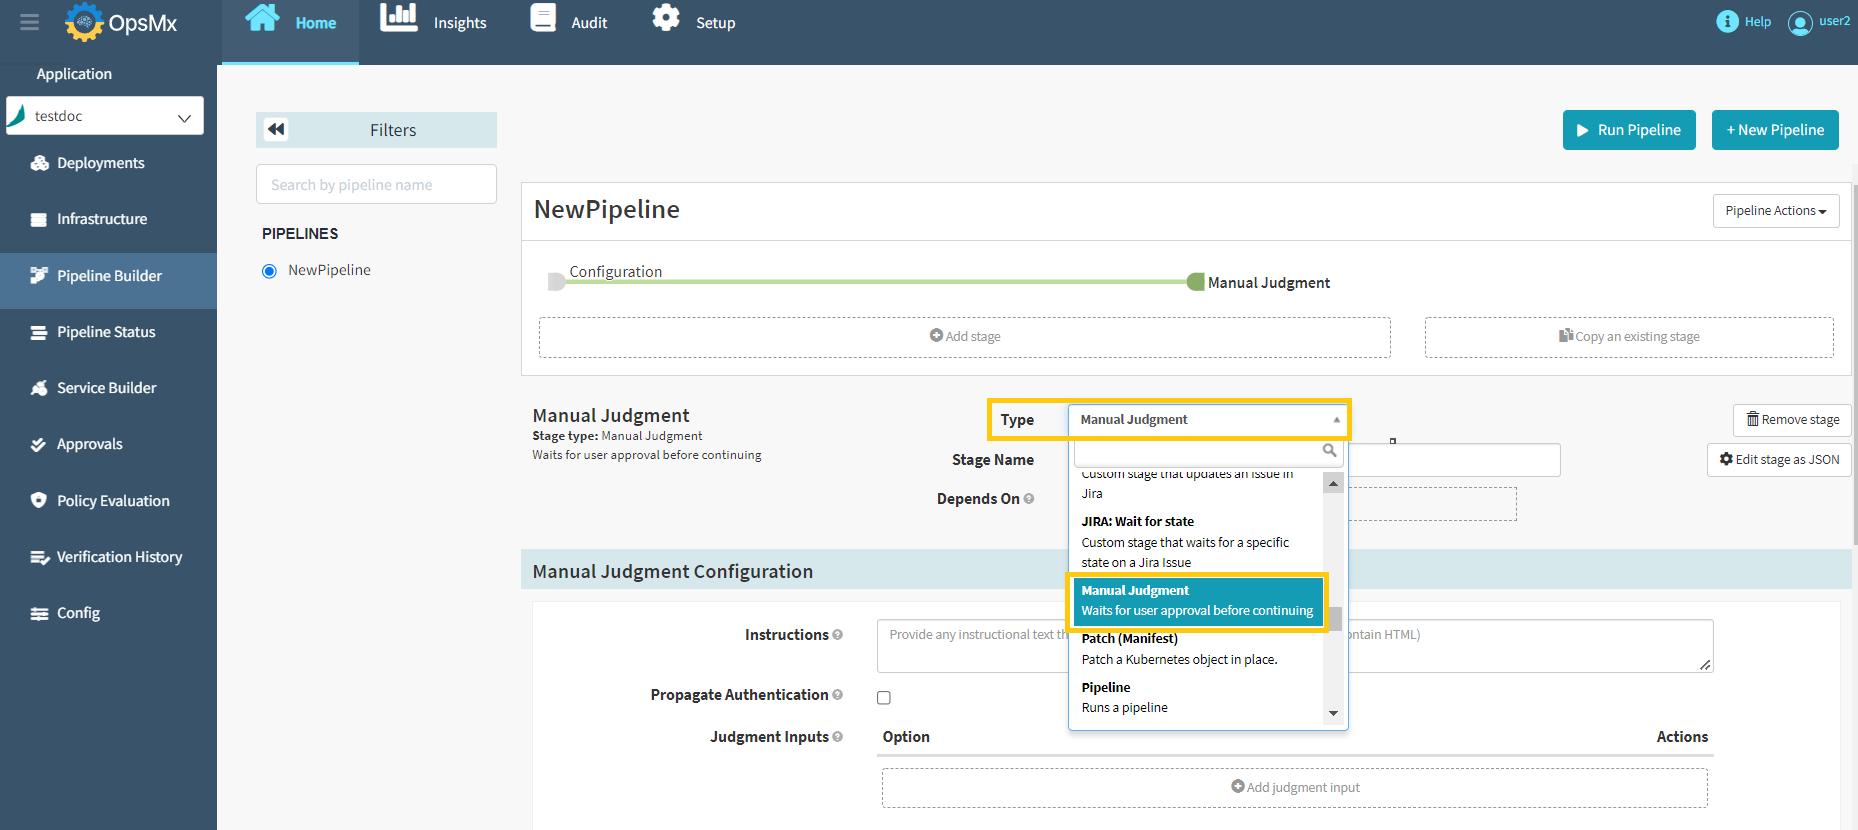 OpsMx
Home
Insights
Audit
Setup
Help
user2
Application
testdoc
Deployments
Infrastructure
Pipeline Builder
Pipeline Status
Service Builder
Approvals
Policy Evaluation
Verification History
Config
Filters
Search by pipeline name
PIPELINES
NewPipeline
Run Pipeline
+ New Pipeline
NewPipeline
Pipeline Actions
Configuration
Manual Judgment
Add stage
Copy an existing stage
Manual Judgment
Stage type: Manual Judgment
Waits for user approval before continuing
Type
Manual Judgment
Remove stage
Stage Name
Edit stage as JSON
Depends On
Custom stage that updates an issue in
Jira
JIRA: Wait for state
Custom stage that waits for a specific
state on a Jira Issue
Manual Judgment
Waits for user approval before continuing
Patch (Manifest)
Patch a Kubernetes object in place.
Pipeline
Runs a pipeline
Manual Judgment Configuration
Instructions
Provide any instructional text th
ontain HTML)
Propagate Authentication
Judgment Inputs
Option
Actions
Add judgment input